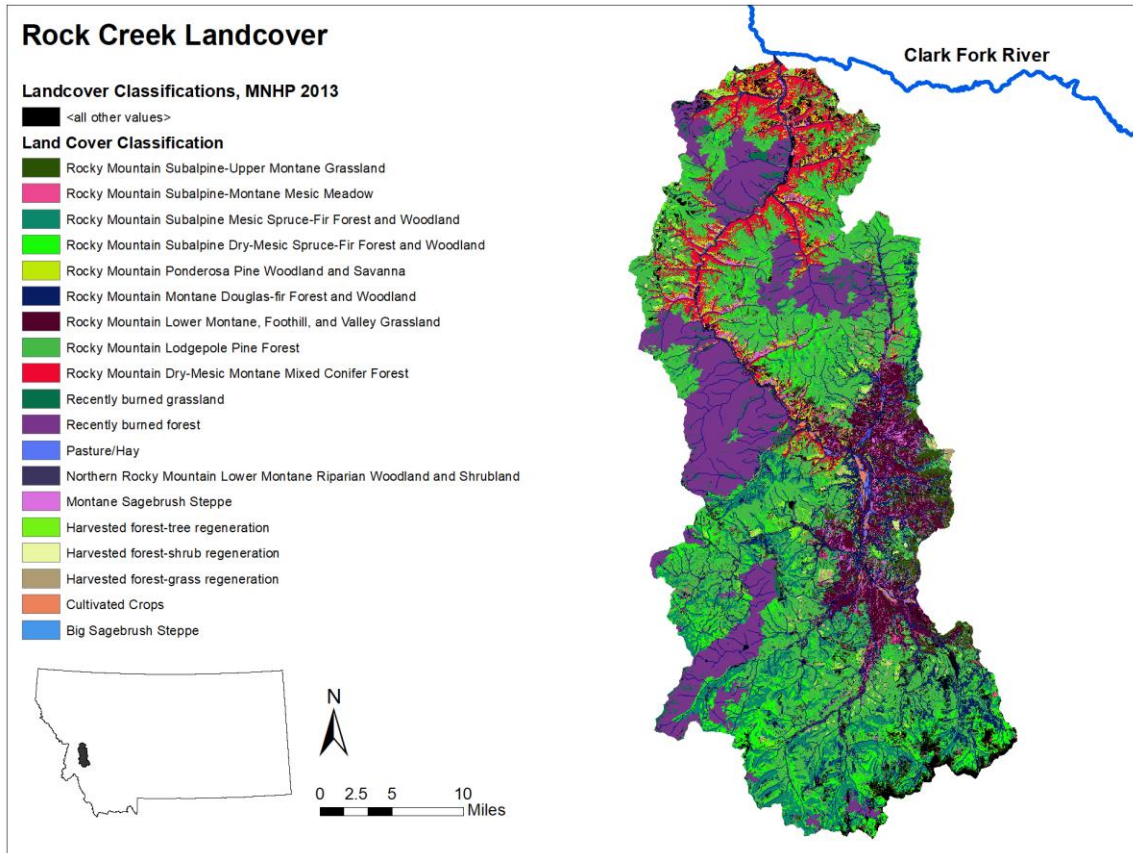 Rock Creek Landcover
Clark Fork River
Landcover Classifications, MNHP 2013
<all other values>
Land Cover Classification
Rocky Mountain Subalpine-Upper Montane Grassland
Rocky Mountain Subalpine-Montane Mesic Meadow
Rocky Mountain Subalpine Mesic Spruce-Fir Forest and Woodland
Rocky Mountain Subalpine Dry-Mesic Spruce-Fir Forest and Woodland
Rocky Mountain Ponderosa Pine Woodland and Savanna
Rocky Mountain Montane Douglas-fir Forest and Woodland
Rocky Mountain Lower Montane, Foothill, and Valley Grassland
Rocky Mountain Lodgepole Pine Forest
Rocky Mountain Dry-Mesic Montane Mixed Conifer Forest
Recently burned grassland
Recently burned forest
Pasture/Hay
Northern Rocky Mountain Lower Montane Riparian Woodland and Shrubland
Montane Sagebrush Steppe
Harvested forest-tree regeneration
Harvested forest-shrub regeneration
Harvested forest-grass regeneration
Cultivated Crops
Big Sagebrush Steppe
N
0 2.5 5 10
Miles